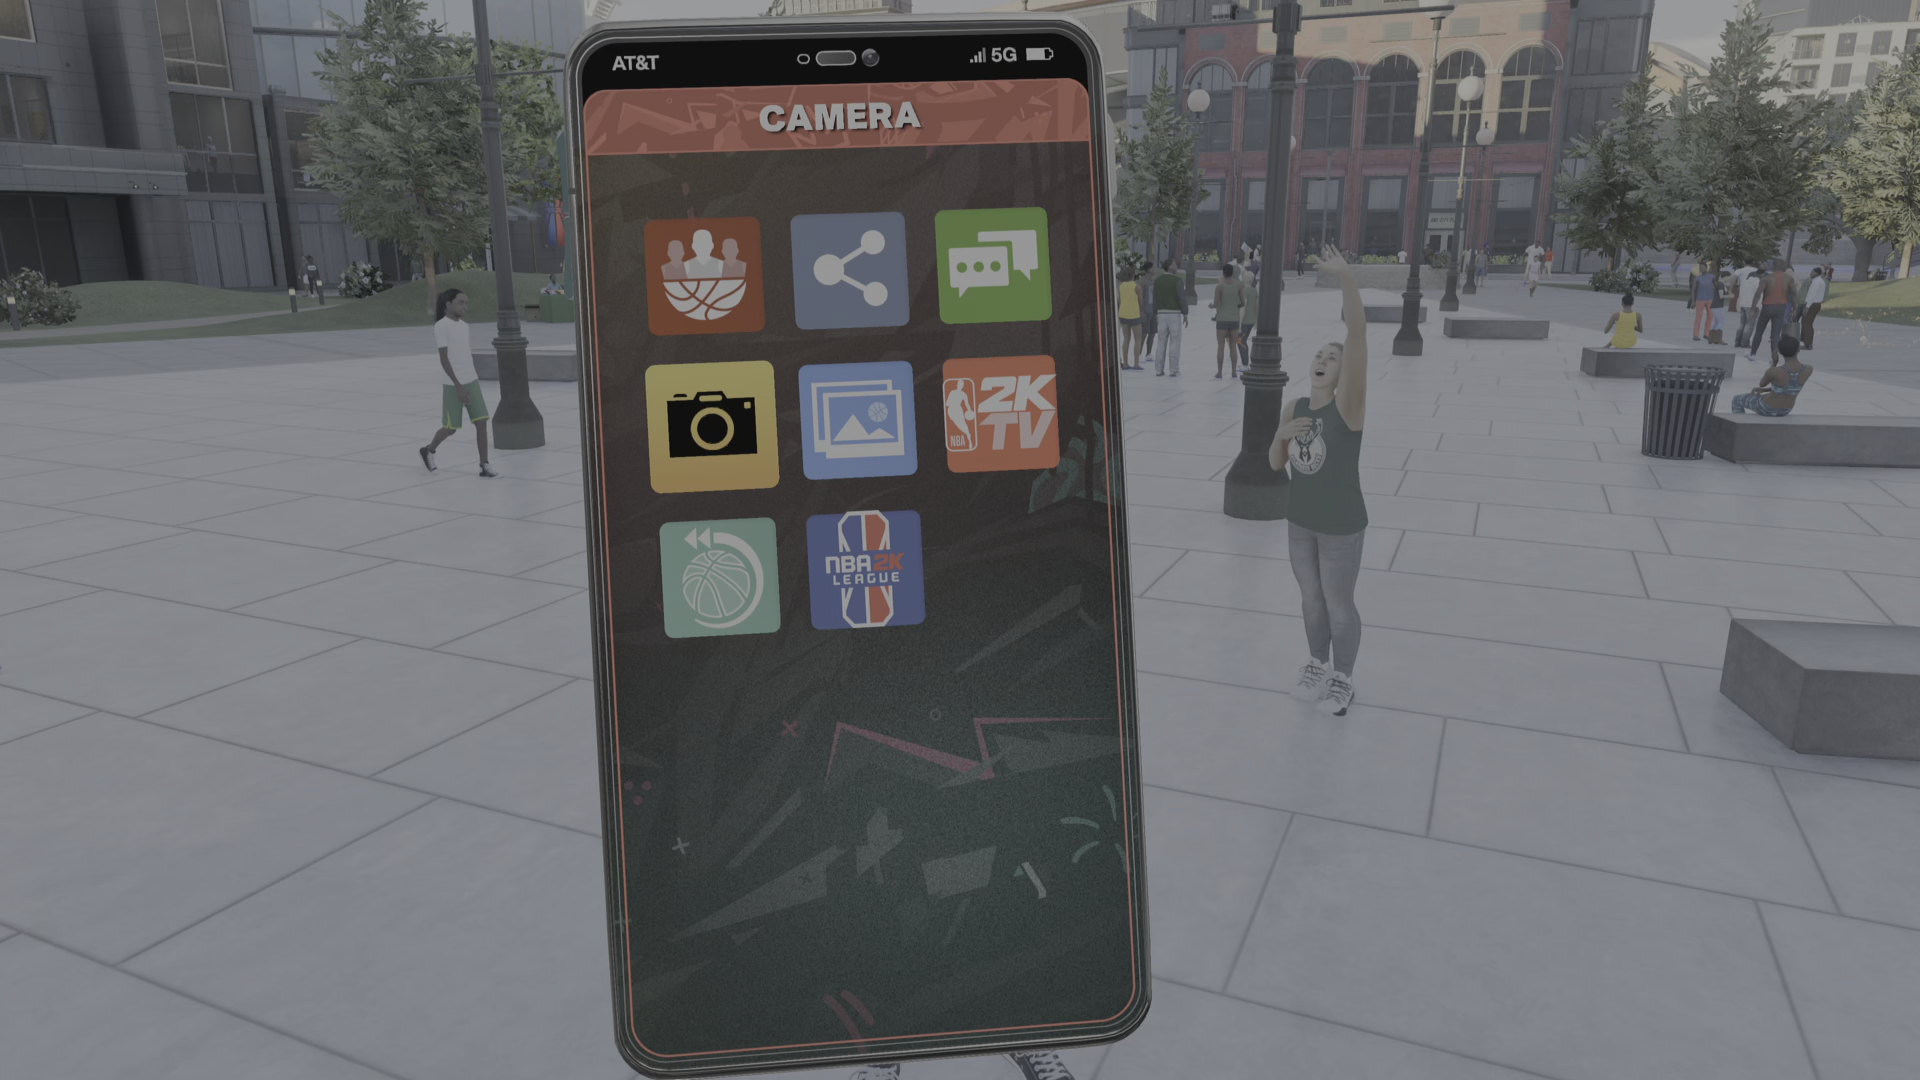 AT&T
5G
CAMERA
NBA
2K
TV
NBA 2K
LEAGUE